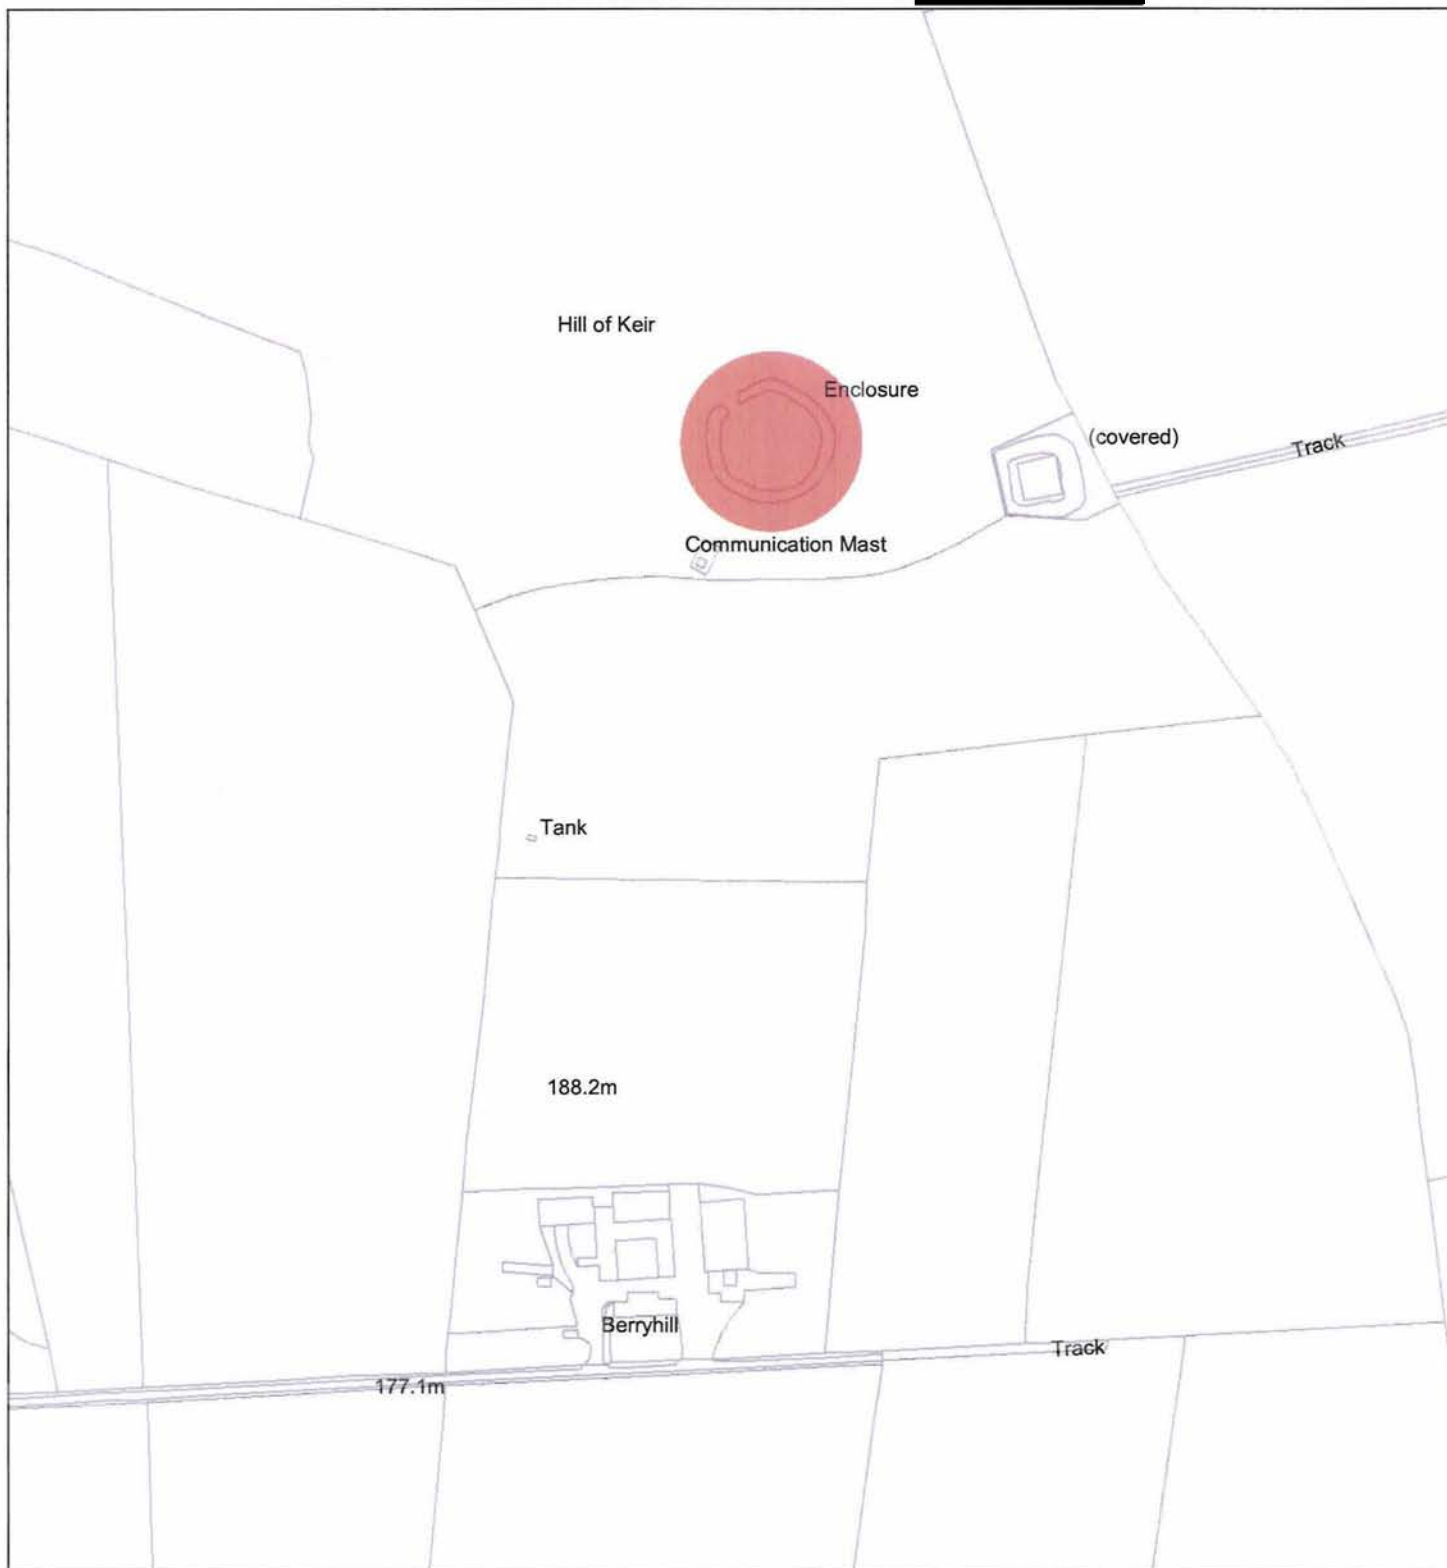 Hill of Keir
Enclosure
(covered)
Track
Communication Mast
Tank
188.2m
Berryhill
Track
177.1m